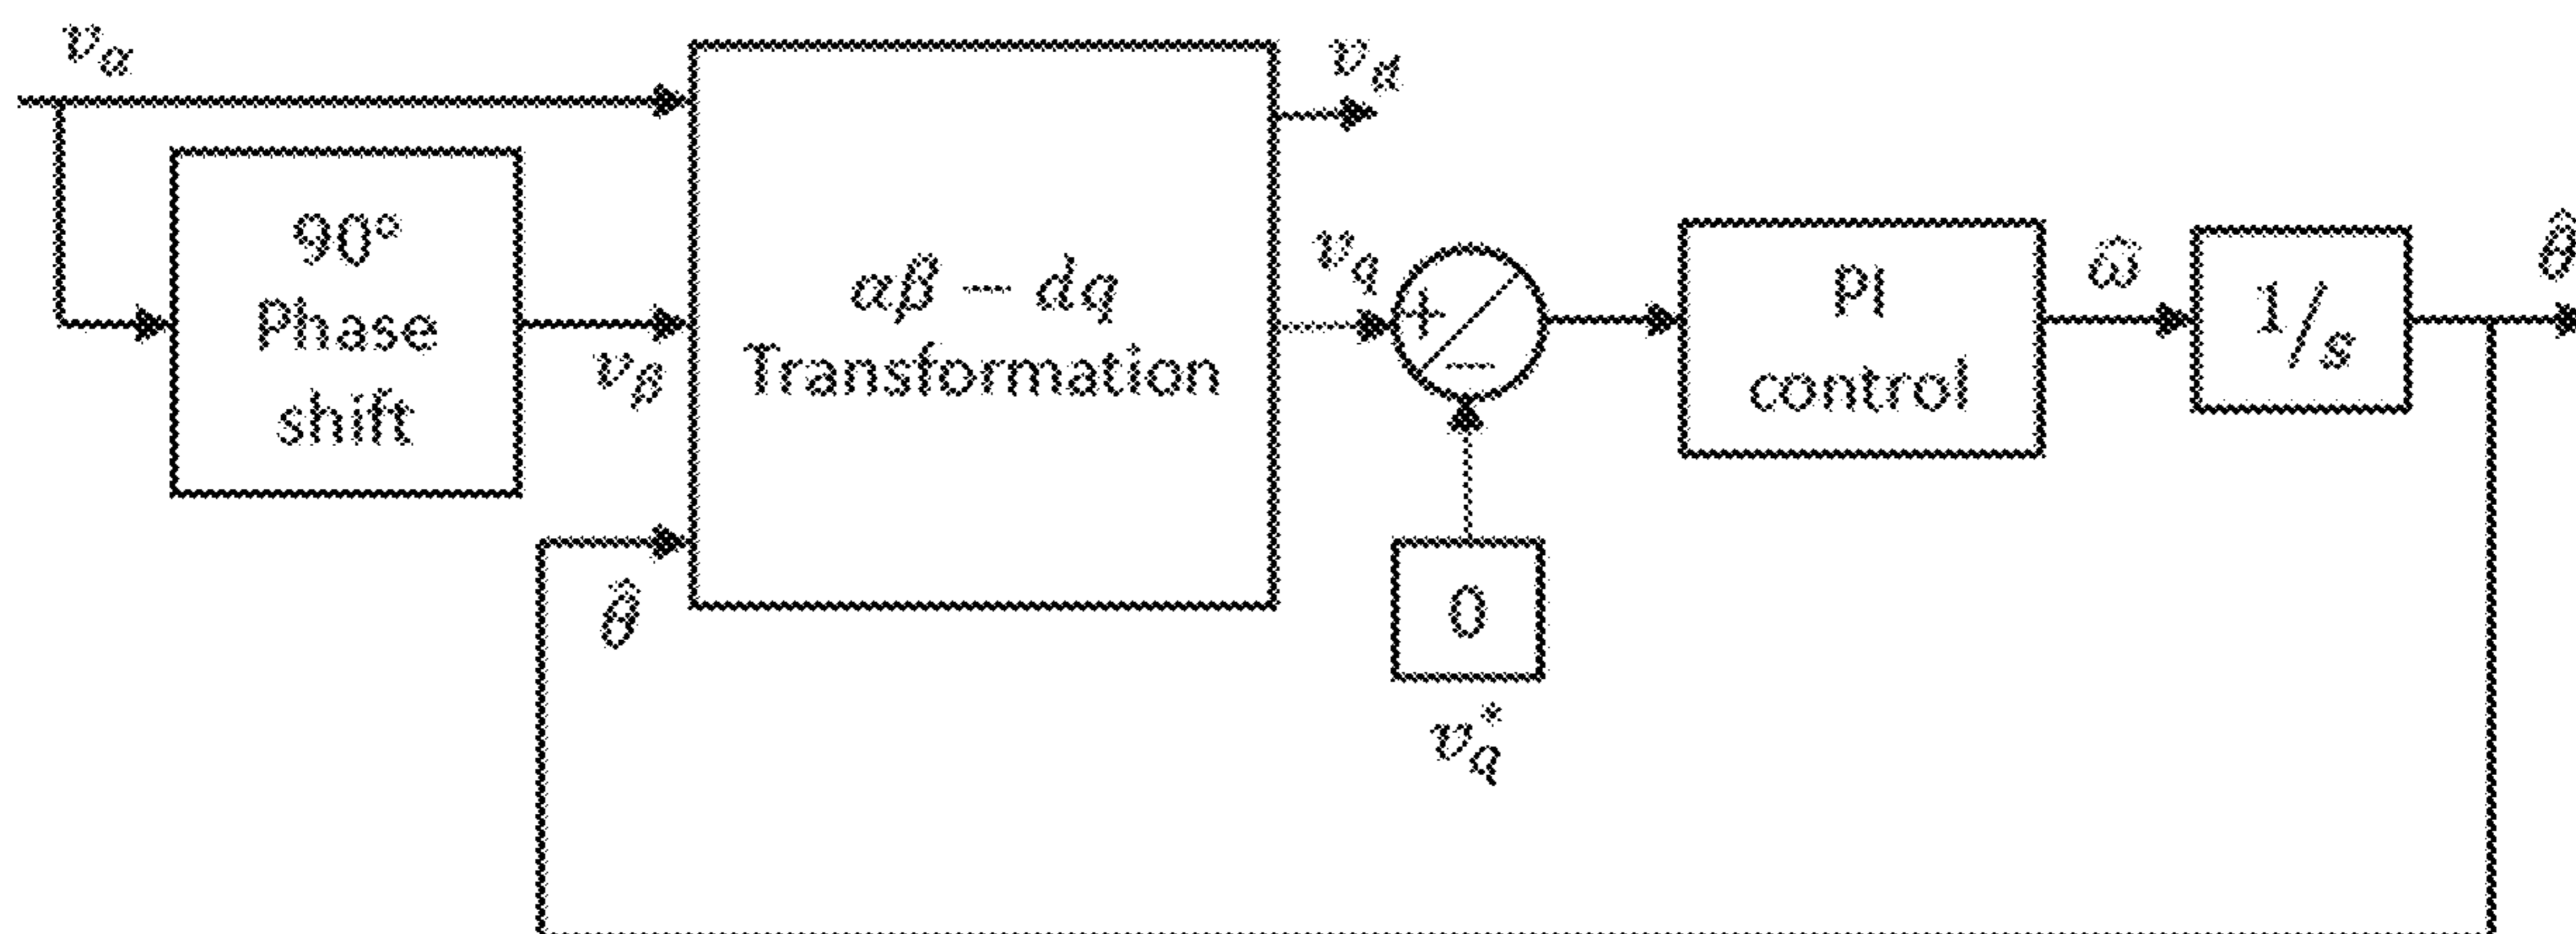 v_α
90°
Phase
shift
v_β
θ̂
αβ − dq
Transformation
v_d
v_q
+
−
0
v_q*
PI
control
ω̂
1/s
θ̂